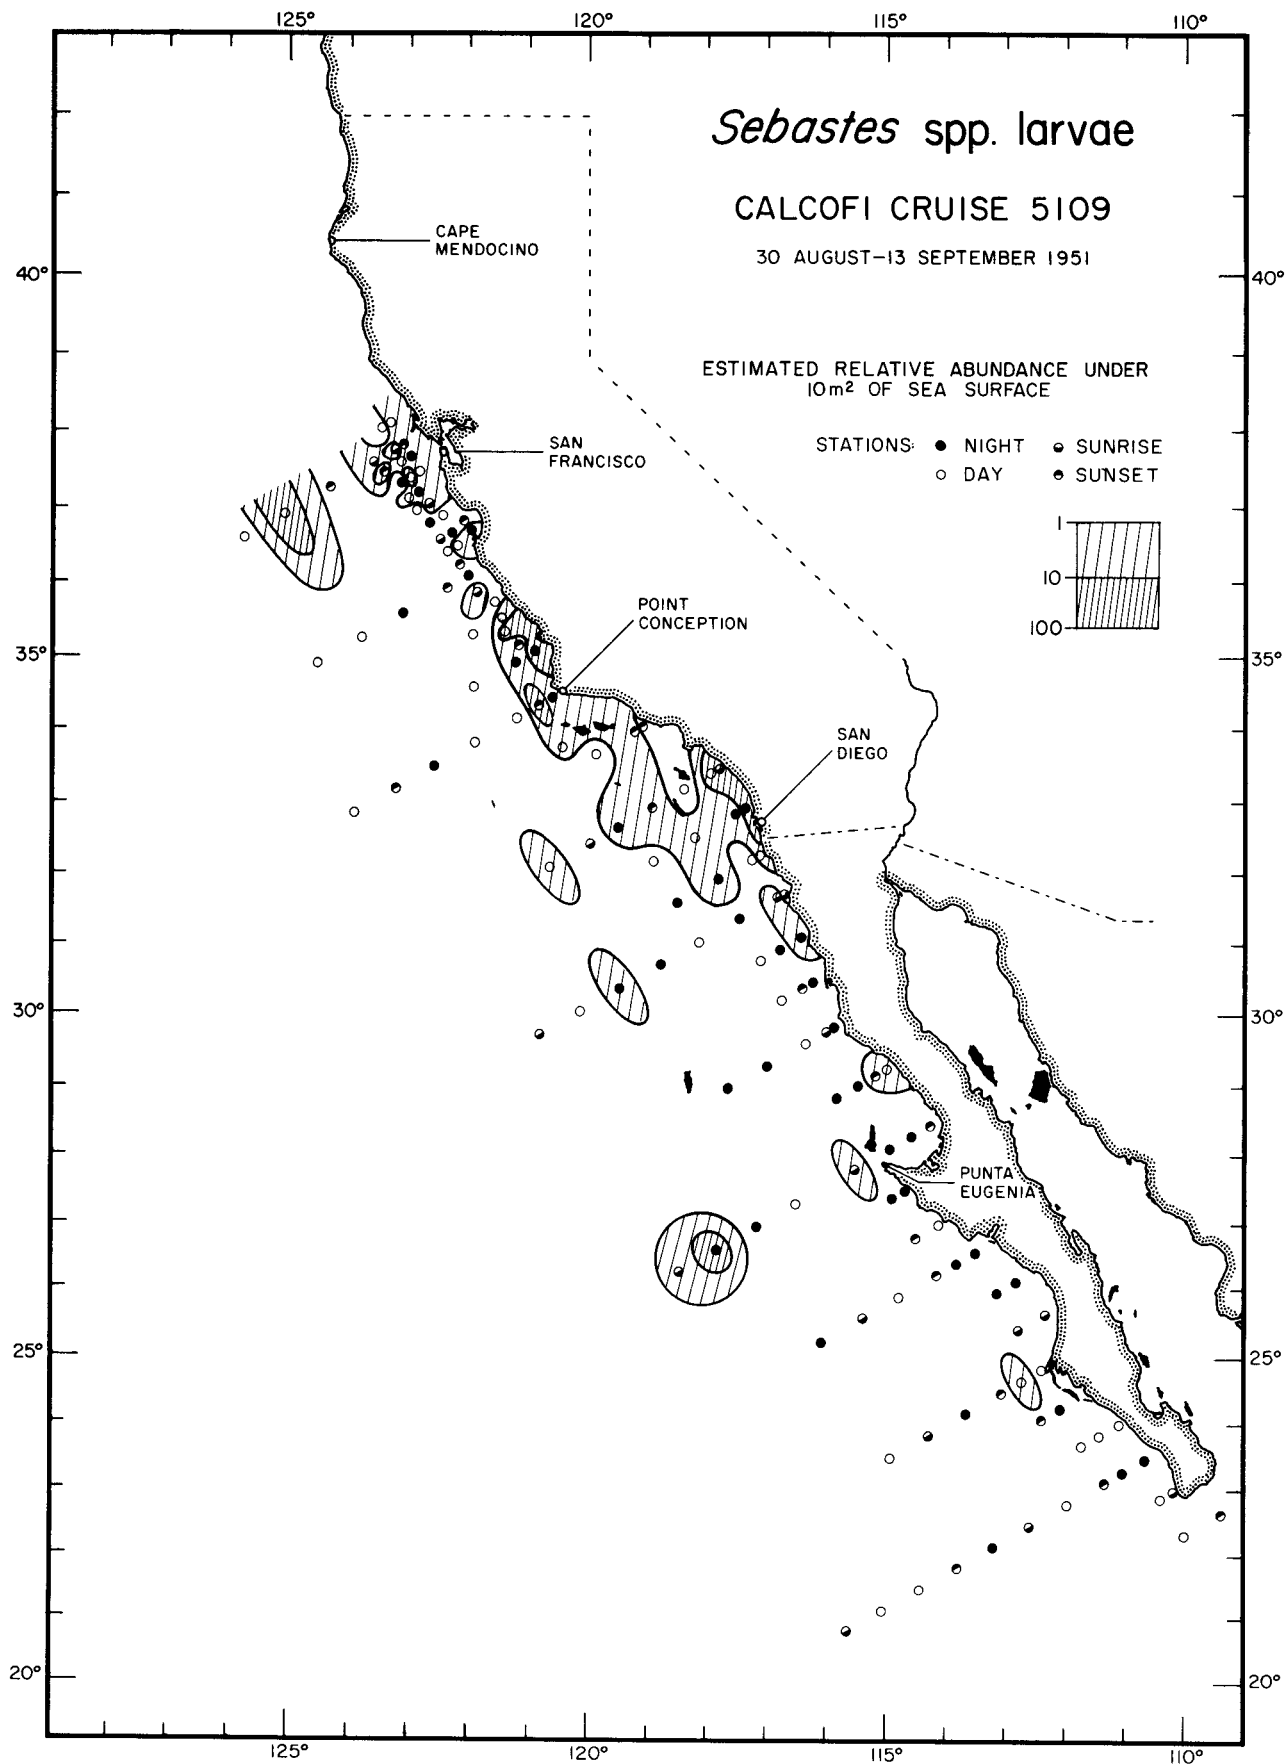 125°
120°
115°
110°
Sebastes spp. larvae
CALCOFI CRUISE 5109
30 AUGUST–13 SEPTEMBER 1951
CAPE
MENDOCINO
40°
40°
ESTIMATED RELATIVE ABUNDANCE UNDER
10m² OF SEA SURFACE
STATIONS: NIGHT SUNRISE
DAY SUNSET
SAN
FRANCISCO
1
10
100
POINT
CONCEPTION
35°
35°
SAN
DIEGO
30°
30°
PUNTA
EUGENIA
25°
25°
20°
20°
125°
120°
115°
110°